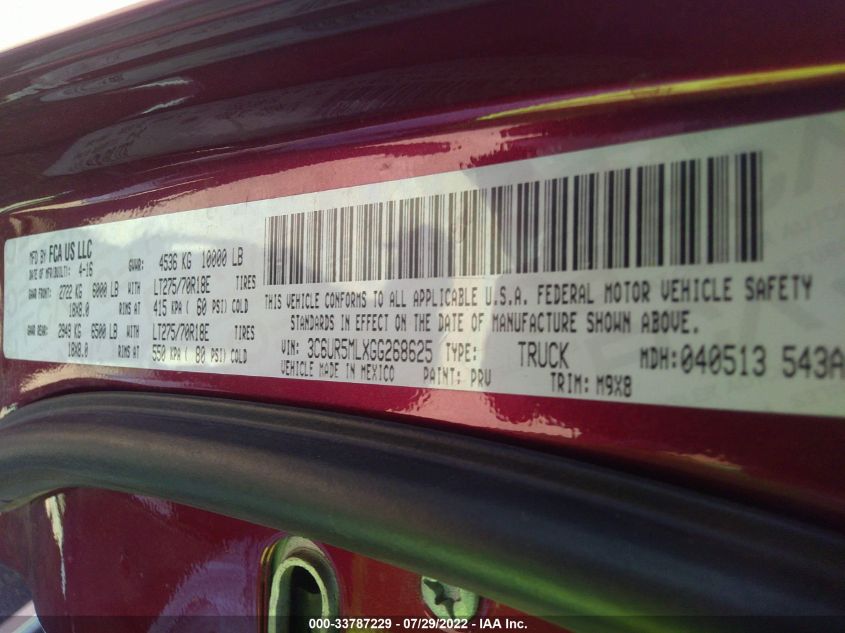 MFD BY FCA US LLC
DATE OF MFR(BUILT): 4-16 GVWR: 4536 KG 10000 LB
GAWR FRONT: 2722 KG 6000 LB WITH LT275/70R18E TIRES
18X8.0 RIMS AT 415 KPA ( 60 PSI) COLD
GAWR REAR: 2949 KG 6500 LB WITH LT275/70R18E TIRES
18X8.0 RIMS AT 550 KPA ( 80 PSI) COLD
THIS VEHICLE CONFORMS TO ALL APPLICABLE U.S.A. FEDERAL MOTOR VEHICLE SAFETY
STANDARDS IN EFFECT ON THE DATE OF MANUFACTURE SHOWN ABOVE.
VIN: 3C6UR5MLXGG268625 TYPE: TRUCK MDH:040513 543A
VEHICLE MADE IN MEXICO PAINT: PRV TRIM: M9X8
000-33787229 - 07/29/2022 - IAA Inc.